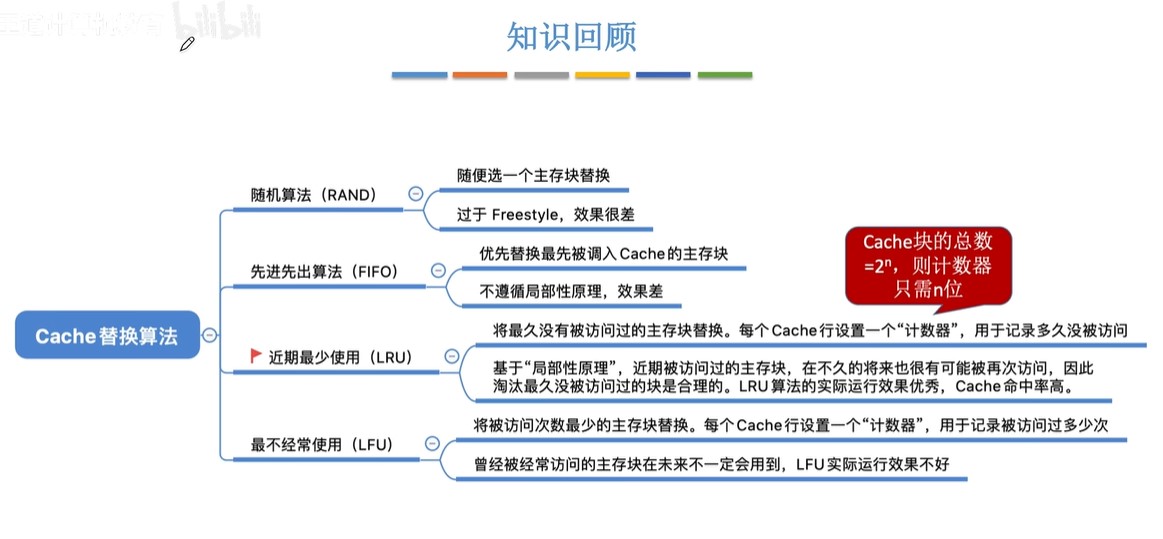 bilibili
知识回顾
随机算法（RAND）
随便选一个主存块替换
过于 Freestyle，效果很差
先进先出算法（FIFO）
优先替换最先被调入Cache的主存块
不遵循局部性原理，效果差
Cache块的总数
=2ⁿ，则计数器
只需n位
Cache替换算法
近期最少使用（LRU）
将最久没有被访问过的主存块替换。每个Cache行设置一个“计数器”，用于记录多久没被访问
基于“局部性原理”，近期被访问过的主存块，在不久的将来也很有可能被再次访问，因此
淘汰最久没被访问过的块是合理的。LRU算法的实际运行效果优秀，Cache命中率高。
最不经常使用（LFU）
将被访问次数最少的主存块替换。每个Cache行设置一个“计数器”，用于记录被访问过多少次
曾经被经常访问的主存块在未来不一定会用到，LFU实际运行效果不好